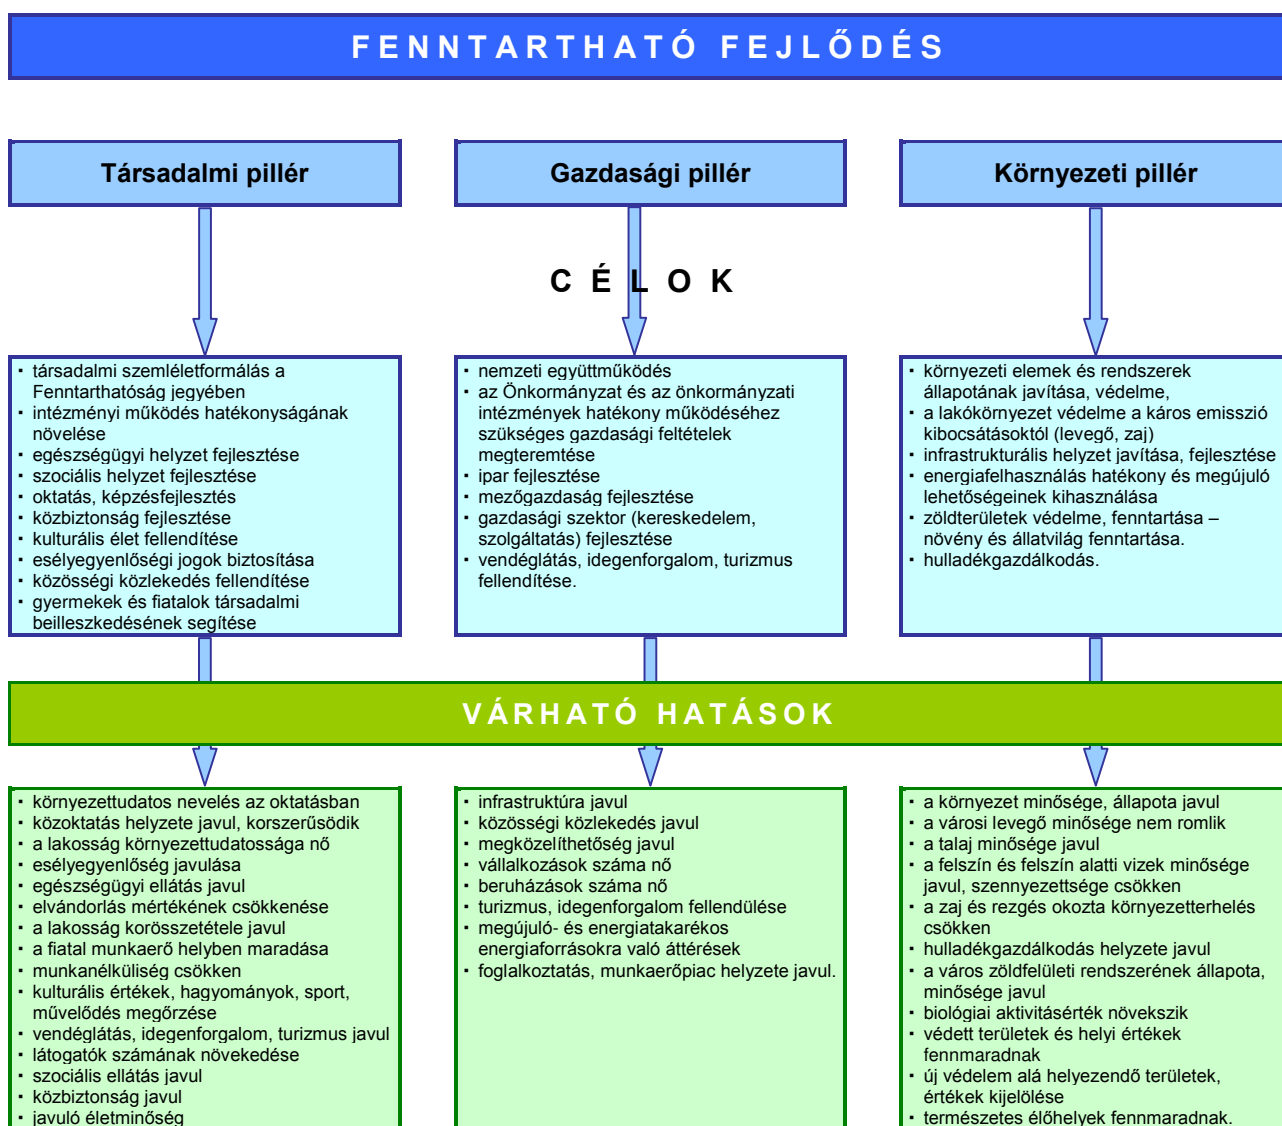 FENNTARTHATÓ FEJLŐDÉS
Társadalmi pillér
Gazdasági pillér
Környezeti pillér
CÉLOK
▪ társadalmi szemléletformálás a
Fenntarthatóság jegyében
▪ intézményi működés hatékonyságának
növelése
▪ egészségügyi helyzet fejlesztése
▪ szociális helyzet fejlesztése
▪ oktatás, képzésfejlesztés
▪ közbiztonság fejlesztése
▪ kulturális élet fellendítése
▪ esélyegyenlőségi jogok biztosítása
▪ közösségi közlekedés fellendítése
▪ gyermekek és fiatalok társadalmi
beilleszkedésének segítése
▪ nemzeti együttműködés
▪ az Önkormányzat és az önkormányzati
intézmények hatékony működéséhez
szükséges gazdasági feltételek
megteremtése
▪ ipar fejlesztése
▪ mezőgazdaság fejlesztése
▪ gazdasági szektor (kereskedelem,
szolgáltatás) fejlesztése
▪ vendéglátás, idegenforgalom, turizmus
fellendítése.
▪ környezeti elemek és rendszerek
állapotának javítása, védelme,
▪ a lakókörnyezet védelme a káros emisszió
kibocsátásoktól (levegő, zaj)
▪ infrastrukturális helyzet javítása, fejlesztése
▪ energiafelhasználás hatékony és megújuló
lehetőségeinek kihasználása
▪ zöldterületek védelme, fenntartása –
növény és állatvilág fenntartása.
▪ hulladékgazdálkodás.
VÁRHATÓ HATÁSOK
▪ környezettudatos nevelés az oktatásban
▪ közoktatás helyzete javul, korszerűsödik
▪ a lakosság környezettudatossága nő
▪ esélyegyenlőség javulása
▪ egészségügyi ellátás javul
▪ elvándorlás mértékének csökkenése
▪ a lakosság korösszetétele javul
▪ a fiatal munkaerő helyben maradása
▪ munkanélküliség csökken
▪ kulturális értékek, hagyományok, sport,
művelődés megőrzése
▪ vendéglátás, idegenforgalom, turizmus javul
▪ látogatók számának növekedése
▪ szociális ellátás javul
▪ közbiztonság javul
▪ javuló életminőség
▪ infrastruktúra javul
▪ közösségi közlekedés javul
▪ megközelíthetőség javul
▪ vállalkozások száma nő
▪ beruházások száma nő
▪ turizmus, idegenforgalom fellendülése
▪ megújuló- és energiatakarékos
energiaforrásokra való áttérések
▪ foglalkoztatás, munkaerőpiac helyzete javul.
▪ a környezet minősége, állapota javul
▪ a városi levegő minősége nem romlik
▪ a talaj minősége javul
▪ a felszín és felszín alatti vizek minősége
javul, szennyezettsége csökken
▪ a zaj és rezgés okozta környezetterhelés
csökken
▪ hulladékgazdálkodás helyzete javul
▪ a város zöldfelületi rendszerének állapota,
minősége javul
▪ biológiai aktivitásérték növekszik
▪ védett területek és helyi értékek
fennmaradnak
▪ új védelem alá helyezendő területek,
értékek kijelölése
▪ természetes élőhelyek fennmaradnak.